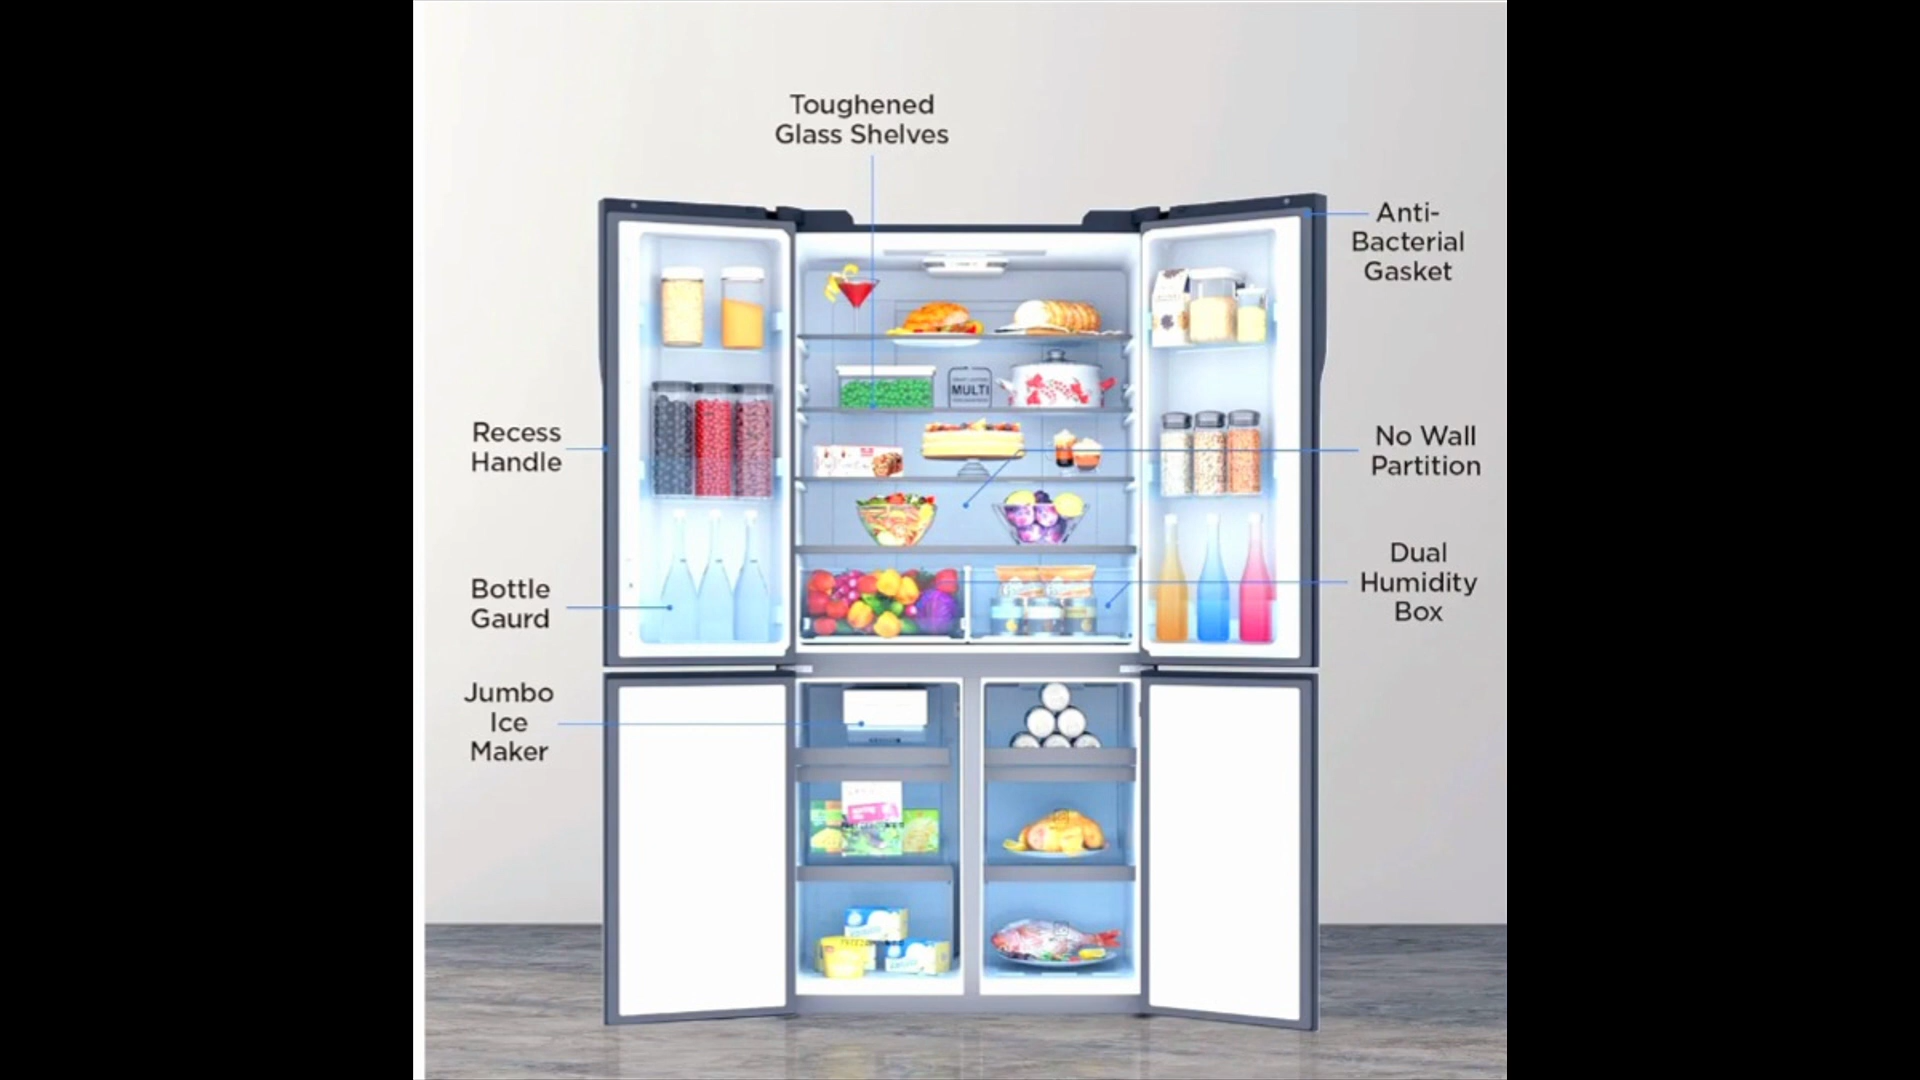 Toughened
Glass Shelves
Anti-
Bacterial
Gasket
Recess
Handle
No Wall
Partition
MULTI
Dual
Humidity
Box
Bottle
Gaurd
Jumbo
Ice
Maker